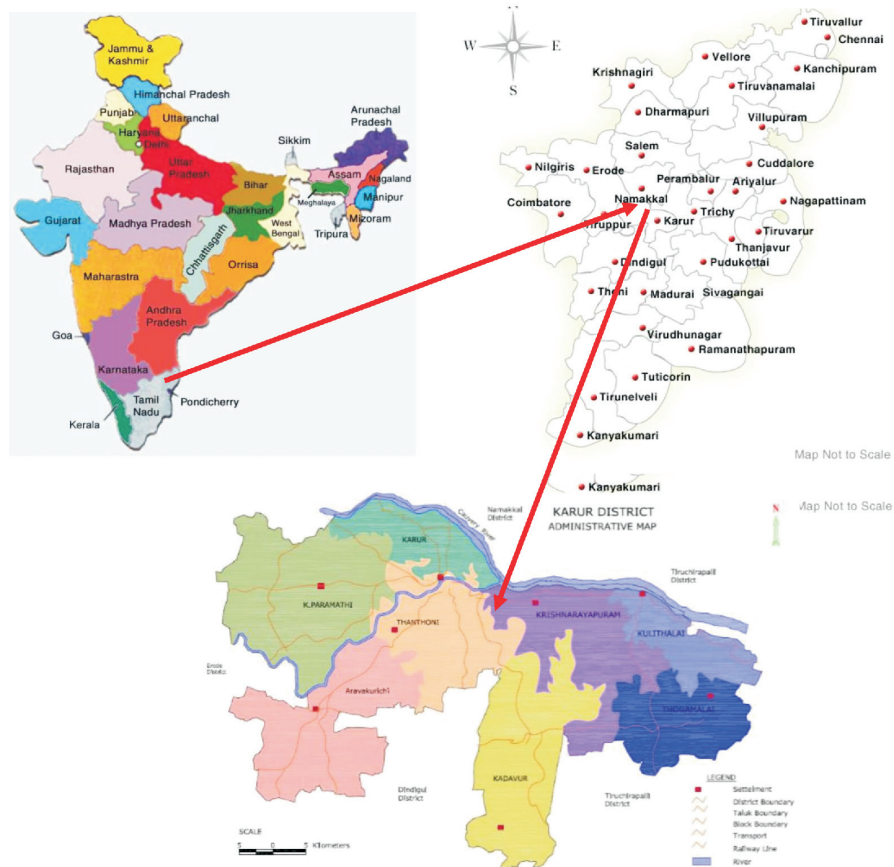 Jammu &
Kashmir
Himanchal Pradesh
Punjab
Uttaranchal
Haryana
Delhi
Arunachal
Pradesh
Sikkim
Rajasthan
Uttar
Pradesh
Assam
Nagaland
Bihar
Meghalaya
Manipur
Gujarat
Madhya Pradesh
Jharkhand
West
Bengal
Tripura
Mizoram
Chhattisgarh
Maharastra
Orrisa
Andhra
Pradesh
Goa
Karnataka
Tamil
Nadu
Pondicherry
Kerala
N
W
E
S
Tiruvallur
Chennai
Vellore
Kanchipuram
Krishnagiri
Tiruvanamalai
Dharmapuri
Villupuram
Salem
Nilgiris
Erode
Cuddalore
Perambalur
Ariyalur
Coimbatore
Namakkal
Nagapattinam
Karur
Trichy
Tiruppur
Tiruvarur
Thanjavur
Dindigul
Pudukottai
Theni
Madurai
Sivagangai
Virudhunagar
Ramanathapuram
Tuticorin
Tirunelveli
Kanyakumari
Map Not to Scale
Kanyakumari
KARUR DISTRICT
ADMINISTRATIVE MAP
N
Map Not to Scale
Namakkal
District
Cauvery River
KARUR
Tiruchirapalli
District
K.PARAMATHI
THANTHONI
KRISHNARAYAPURAM
KULITHALAI
Erode
District
Aravakurichi
THOGAMALAI
KADAVUR
Dindigul
District
Tiruchirapalli
District
LEGEND
Settelment
District Boundary
Taluk Boundary
Block Boundary
Transport
Railway Line
River
SCALE
5 0 5 Kilometers